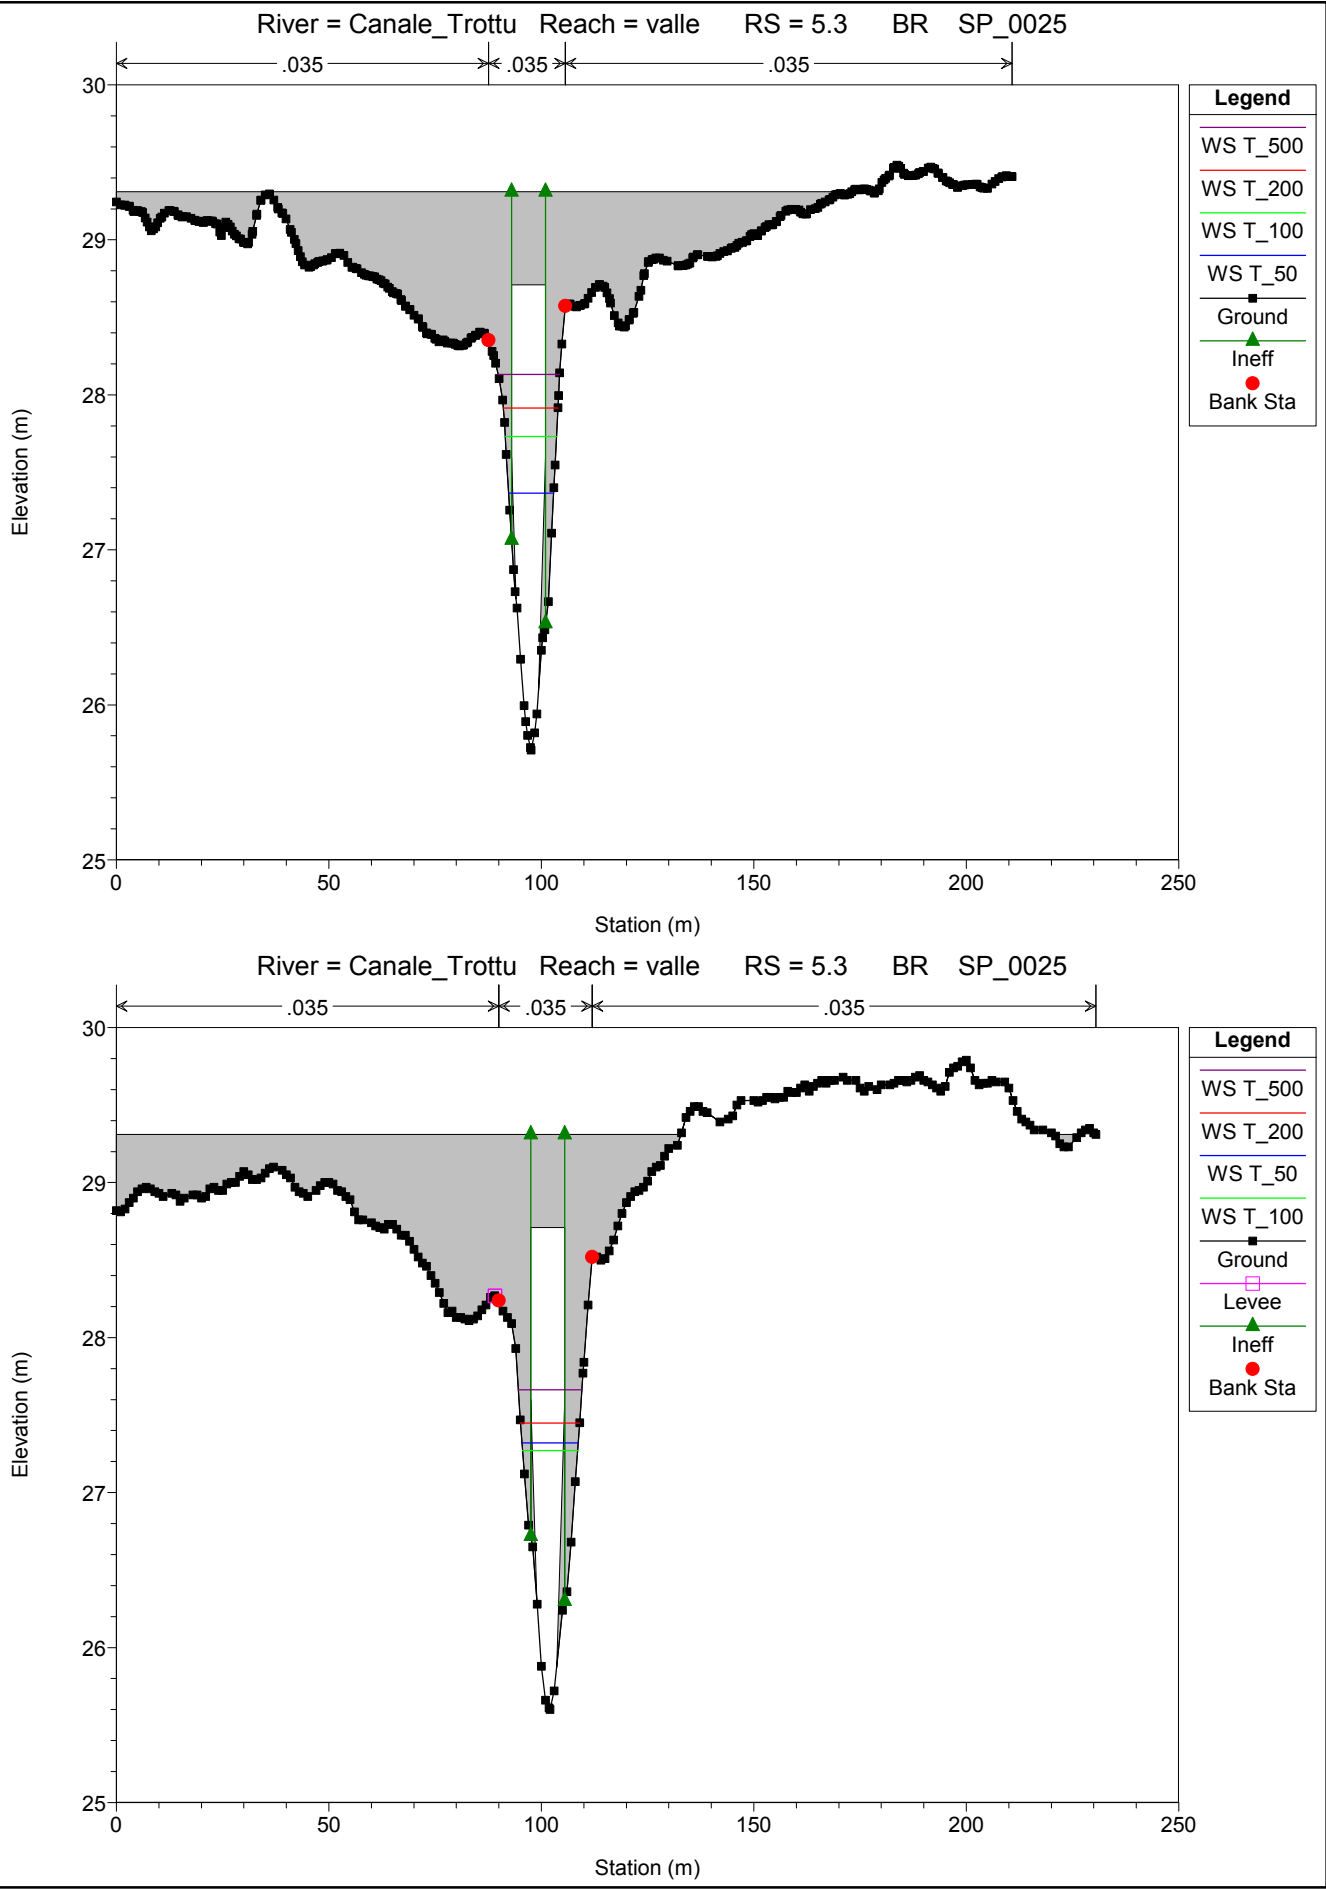 River = Canale_Trottu Reach = valle RS = 5.3 BR SP_0025
.035 .035 .035
30
29
28
27
26
25
Elevation (m)
0 50 100 150 200 250
Station (m)
Legend
WS T_500
WS T_200
WS T_100
WS T_50
Ground
Ineff
Bank Sta
River = Canale_Trottu Reach = valle RS = 5.3 BR SP_0025
.035 .035 .035
30
29
28
27
26
25
Elevation (m)
0 50 100 150 200 250
Station (m)
Legend
WS T_500
WS T_200
WS T_50
WS T_100
Ground
Levee
Ineff
Bank Sta